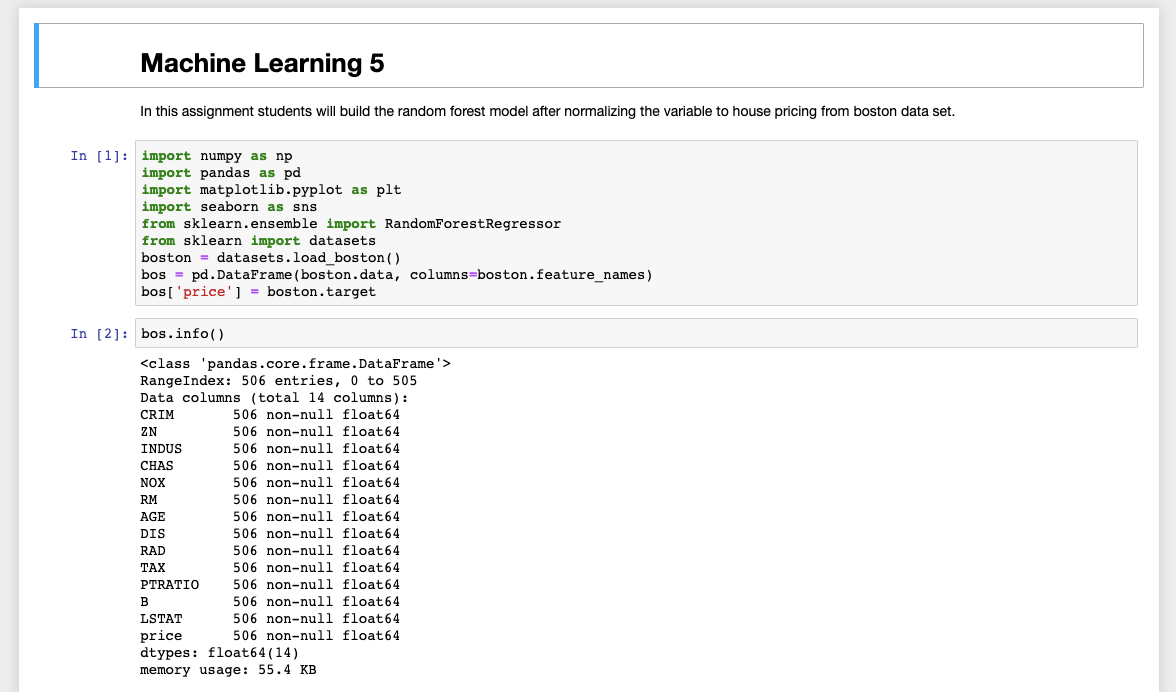 Machine Learning 5
In this assignment students will build the random forest model after normalizing the variable to house pricing from boston data set.
In [1]: import numpy as np
import pandas as pd
import matplotlib.pyplot as plt
import seaborn as sns
from sklearn.ensemble import RandomForestRegressor
from sklearn import datasets
boston = datasets.load_boston()
bos = pd.DataFrame(boston.data, columns=boston.feature_names)
bos['price'] = boston.target
In [2]: bos.info()
<class 'pandas.core.frame.DataFrame'>
RangeIndex: 506 entries, 0 to 505
Data columns (total 14 columns):
CRIM       506 non-null float64
ZN         506 non-null float64
INDUS      506 non-null float64
CHAS       506 non-null float64
NOX        506 non-null float64
RM         506 non-null float64
AGE        506 non-null float64
DIS        506 non-null float64
RAD        506 non-null float64
TAX        506 non-null float64
PTRATIO    506 non-null float64
B          506 non-null float64
LSTAT      506 non-null float64
price      506 non-null float64
dtypes: float64(14)
memory usage: 55.4 KB